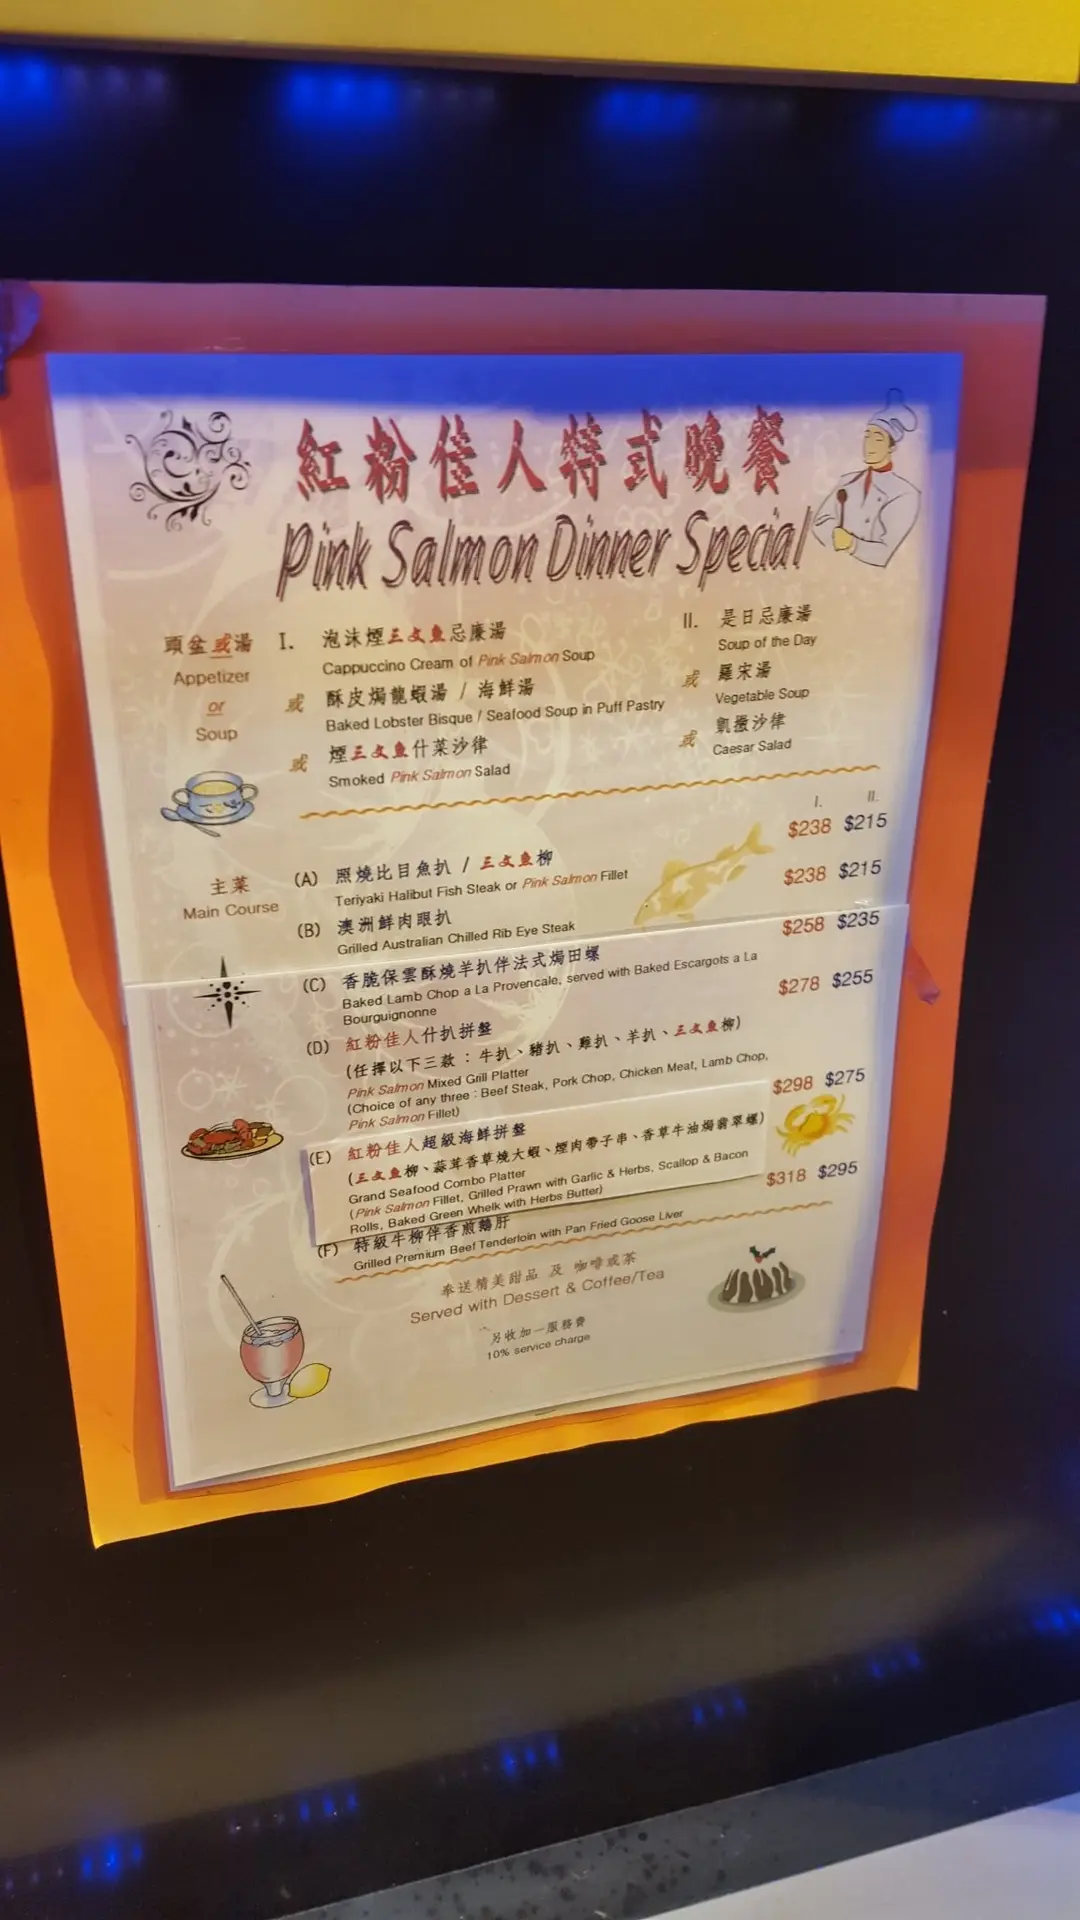 紅粉佳人特式晚餐
Pink Salmon Dinner Special
頭盆或湯
Appetizer
or
Soup
I. 泡沫煙三文魚忌廉湯
Cappuccino Cream of Pink Salmon Soup
或 酥皮焗龍蝦湯 / 海鮮湯
Baked Lobster Bisque / Seafood Soup in Puff Pastry
或 煙三文魚什菜沙律
Smoked Pink Salmon Salad
II. 是日忌廉湯
Soup of the Day
或 羅宋湯
Vegetable Soup
或 凱撒沙律
Caesar Salad
I. II.
主菜
Main Course
(A) 照燒比目魚扒 / 三文魚柳 $238 $215
Teriyaki Halibut Fish Steak or Pink Salmon Fillet
(B) 澳洲鮮肉眼扒 $238 $215
Grilled Australian Chilled Rib Eye Steak
(C) 香脆保雲酥燒羊扒伴法式焗田螺 $258 $235
Baked Lamb Chop a La Provencale, served with Baked Escargots a La
Bourguignonne
(D) 紅粉佳人什扒拼盤 $278 $255
(任擇以下三款：牛扒、豬扒、雞扒、羊扒、三文魚柳)
Pink Salmon Mixed Grill Platter
(Choice of any three : Beef Steak, Pork Chop, Chicken Meat, Lamb Chop,
Pink Salmon Fillet)
(E) 紅粉佳人超級海鮮拼盤 $298 $275
(三文魚柳、蒜茸香草燒大蝦、煙肉帶子串、香草牛油焗翡翠螺)
Grand Seafood Combo Platter
(Pink Salmon Fillet, Grilled Prawn with Garlic & Herbs, Scallop & Bacon
Rolls, Baked Green Whelk with Herbs Butter)
(F) 特級牛柳伴香煎鵝肝 $318 $295
Grilled Premium Beef Tenderloin with Pan Fried Goose Liver
奉送精美甜品 及 咖啡或茶
Served with Dessert & Coffee/Tea
另收加一服務費
10% service charge